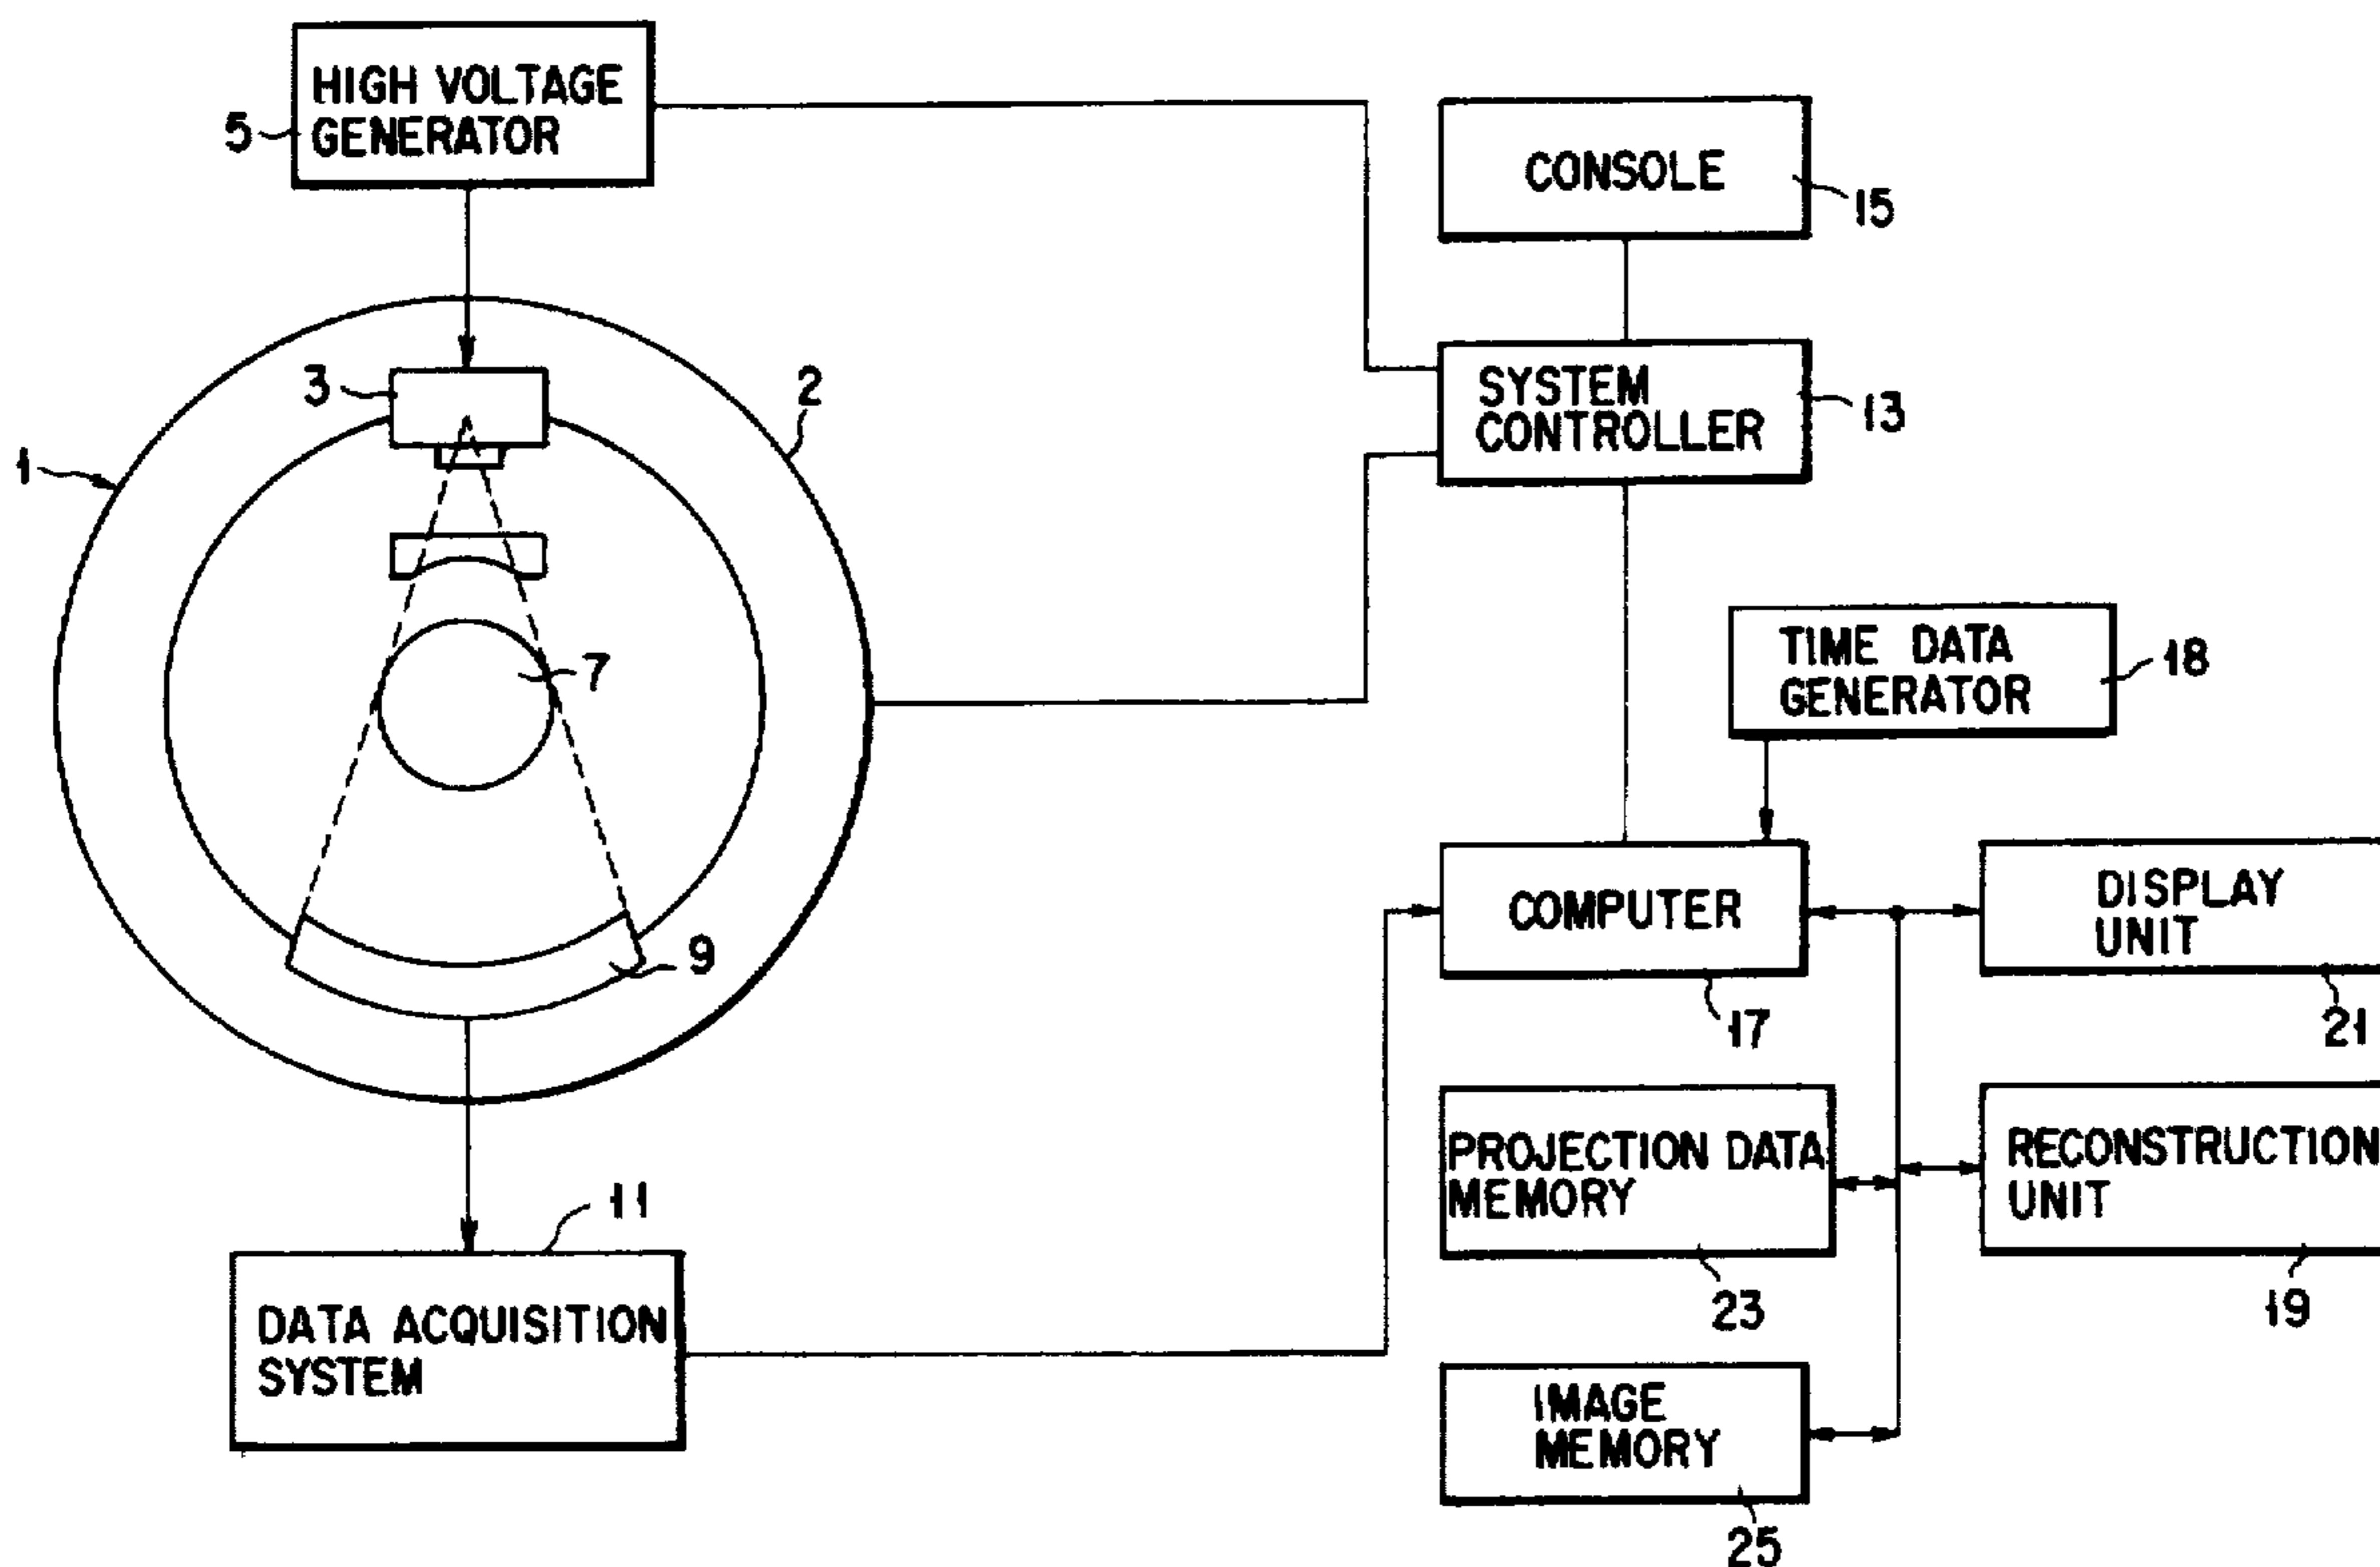 HIGH VOLTAGE
GENERATOR
5
CONSOLE
15
3
2
1
SYSTEM
CONTROLLER
13
7
TIME DATA
GENERATOR
18
9
COMPUTER
17
DISPLAY
UNIT
21
11
DATA ACQUISITION
SYSTEM
PROJECTION DATA
MEMORY
23
RECONSTRUCTION
UNIT
19
IMAGE
MEMORY
25